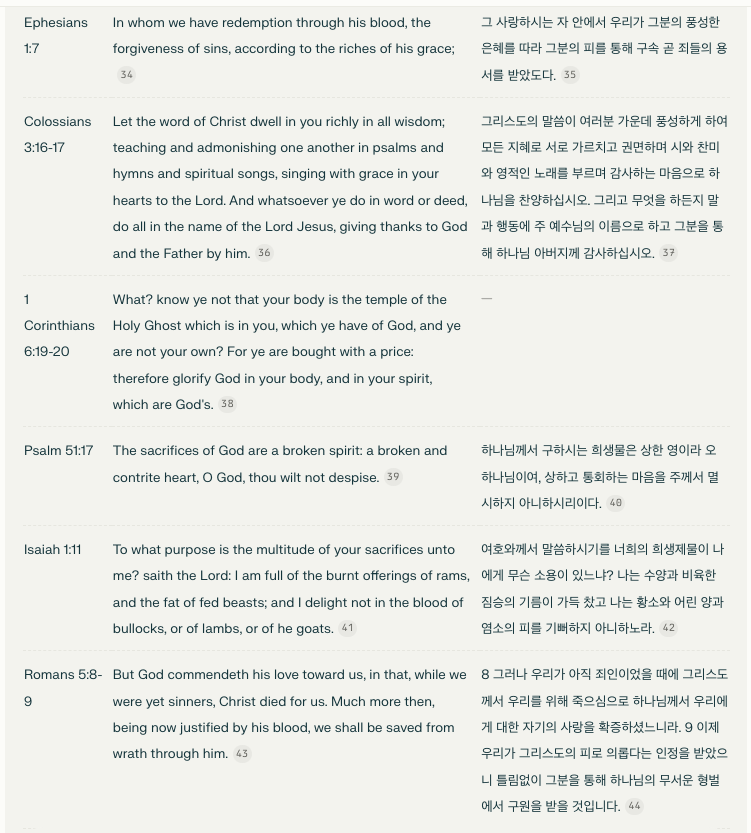 Ephesians
1:7
In whom we have redemption through his blood, the
forgiveness of sins, according to the riches of his grace;
34
그 사랑하시는 자 안에서 우리가 그분의 풍성한
은혜를 따라 그분의 피를 통해 구속 곧 죄들의 용
서를 받았도다. 35
Colossians
3:16-17
Let the word of Christ dwell in you richly in all wisdom;
teaching and admonishing one another in psalms and
hymns and spiritual songs, singing with grace in your
hearts to the Lord. And whatsoever ye do in word or deed,
do all in the name of the Lord Jesus, giving thanks to God
and the Father by him. 36
그리스도의 말씀이 여러분 가운데 풍성하게 하여
모든 지혜로 서로 가르치고 권면하며 시와 찬미
와 영적인 노래를 부르며 감사하는 마음으로 하
나님을 찬양하십시오. 그리고 무엇을 하든지 말
과 행동에 주 예수님의 이름으로 하고 그분을 통
해 하나님 아버지께 감사하십시오. 37
1
Corinthians
6:19-20
What? know ye not that your body is the temple of the
Holy Ghost which is in you, which ye have of God, and ye
are not your own? For ye are bought with a price:
therefore glorify God in your body, and in your spirit,
which are God's. 38
—
Psalm 51:17
The sacrifices of God are a broken spirit: a broken and
contrite heart, O God, thou wilt not despise. 39
하나님께서 구하시는 희생물은 상한 영이라 오
하나님이여, 상하고 통회하는 마음을 주께서 멸
시하지 아니하시리이다. 40
Isaiah 1:11
To what purpose is the multitude of your sacrifices unto
me? saith the Lord: I am full of the burnt offerings of rams,
and the fat of fed beasts; and I delight not in the blood of
bullocks, or of lambs, or of he goats. 41
여호와께서 말씀하시기를 너희의 희생제물이 나
에게 무슨 소용이 있느냐? 나는 수양과 비육한
짐승의 기름이 가득 찼고 나는 황소와 어린 양과
염소의 피를 기뻐하지 아니하노라. 42
Romans 5:8-
9
But God commendeth his love toward us, in that, while we
were yet sinners, Christ died for us. Much more then,
being now justified by his blood, we shall be saved from
wrath through him. 43
8 그러나 우리가 아직 죄인이었을 때에 그리스도
께서 우리를 위해 죽으심으로 하나님께서 우리에
게 대한 자기의 사랑을 확증하셨느니라. 9 이제
우리가 그리스도의 피로 의롭다는 인정을 받았으
니 틀림없이 그분을 통해 하나님의 무서운 형벌
에서 구원을 받을 것입니다. 44